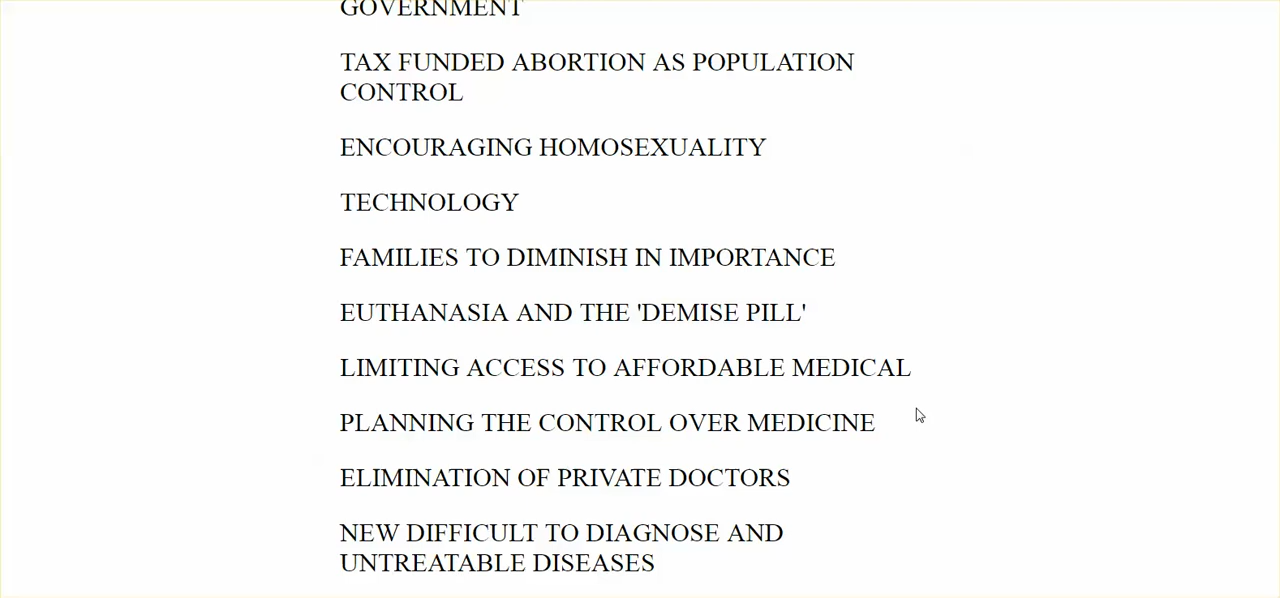 GOVERNMENT
TAX FUNDED ABORTION AS POPULATION
CONTROL
ENCOURAGING HOMOSEXUALITY
TECHNOLOGY
FAMILIES TO DIMINISH IN IMPORTANCE
EUTHANASIA AND THE 'DEMISE PILL'
LIMITING ACCESS TO AFFORDABLE MEDICAL
PLANNING THE CONTROL OVER MEDICINE
ELIMINATION OF PRIVATE DOCTORS
NEW DIFFICULT TO DIAGNOSE AND
UNTREATABLE DISEASES